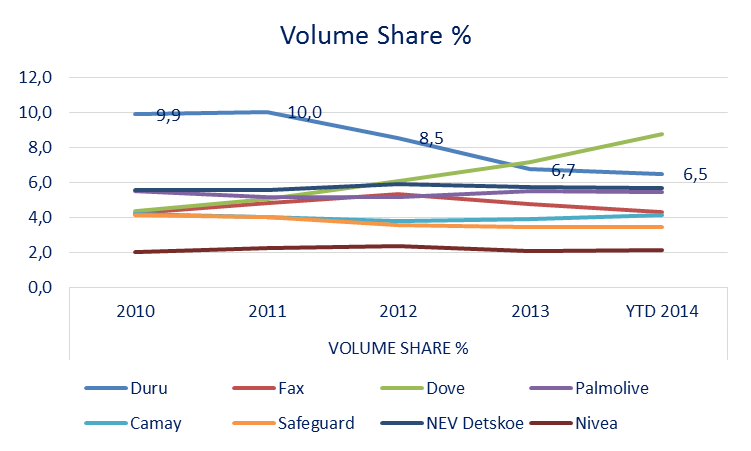 Volume Share %
12,0
10,0
8,0
6,0
4,0
2,0
0,0
9,9
10,0
8,5
6,7
6,5
2010 2011 2012 2013 YTD 2014
VOLUME SHARE %
Duru Fax Dove Palmolive
Camay Safeguard NEV Detskoe Nivea